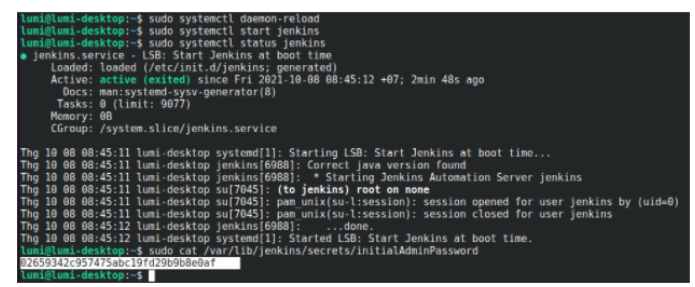 lumi@lumi-desktop:~$ sudo systemctl daemon-reload
lumi@lumi-desktop:~$ sudo systemctl start jenkins
lumi@lumi-desktop:~$ sudo systemctl status jenkins
● jenkins.service - LSB: Start Jenkins at boot time
Loaded: loaded (/etc/init.d/jenkins; generated)
Active: active (exited) since Fri 2021-10-08 08:45:12 +07; 2min 48s ago
Docs: man:systemd-sysv-generator(8)
Tasks: 0 (limit: 9077)
Memory: 0B
CGroup: /system.slice/jenkins.service
Thg 10 08 08:45:11 lumi-desktop systemd[1]: Starting LSB: Start Jenkins at boot time...
Thg 10 08 08:45:11 lumi-desktop jenkins[6988]: Correct java version found
Thg 10 08 08:45:11 lumi-desktop jenkins[6988]:  * Starting Jenkins Automation Server jenkins
Thg 10 08 08:45:11 lumi-desktop su[7045]: (to jenkins) root on none
Thg 10 08 08:45:11 lumi-desktop su[7045]: pam_unix(su-l:session): session opened for user jenkins by (uid=0)
Thg 10 08 08:45:11 lumi-desktop su[7045]: pam_unix(su-l:session): session closed for user jenkins
Thg 10 08 08:45:12 lumi-desktop jenkins[6988]:    ...done.
Thg 10 08 08:45:12 lumi-desktop systemd[1]: Started LSB: Start Jenkins at boot time.
lumi@lumi-desktop:~$ sudo cat /var/lib/jenkins/secrets/initialAdminPassword
02659342c957475abc19fd29b9b8e0af
lumi@lumi-desktop:~$